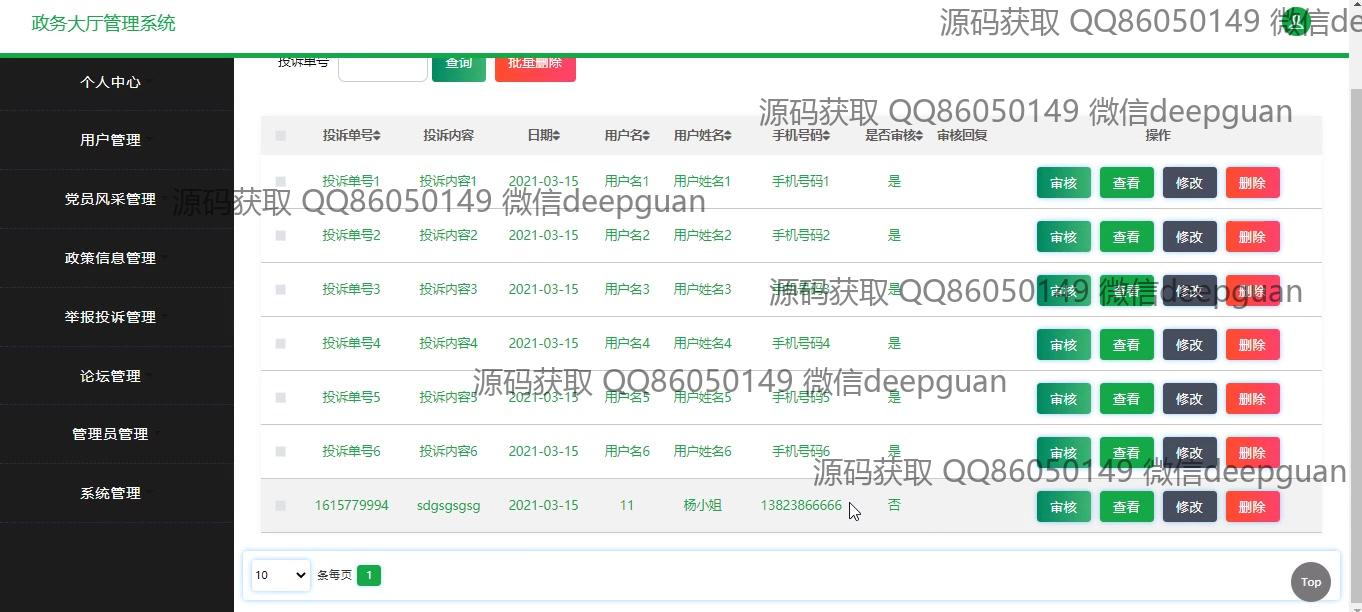 政务大厅管理系统
源码获取 QQ86050149 微信de
个人中心
投诉单号 查询 批量删除
源码获取 QQ86050149 微信deepguan
投诉单号 投诉内容 日期 用户名 用户姓名 手机号码 是否审核 审核回复 操作
用户管理
投诉单号1 投诉内容1 2021-03-15 用户名1 用户姓名1 手机号码1 是 审核 查看 修改 删除
党员风采管理
源码获取 QQ86050149 微信deepguan
投诉单号2 投诉内容2 2021-03-15 用户名2 用户姓名2 手机号码2 是 审核 查看 修改 删除
政策信息管理
投诉单号3 投诉内容3 2021-03-15 用户名3 用户姓名3 手机号码3 是 审核 查看 修改 删除
源码获取 QQ86050149 微信deepguan
举报投诉管理
投诉单号4 投诉内容4 2021-03-15 用户名4 用户姓名4 手机号码4 是 审核 查看 修改 删除
论坛管理
源码获取 QQ86050149 微信deepguan
投诉单号5 投诉内容5 2021-03-15 用户名5 用户姓名5 手机号码5 是 审核 查看 修改 删除
管理员管理
投诉单号6 投诉内容6 2021-03-15 用户名6 用户姓名6 手机号码6 是 审核 查看 修改 删除
源码获取 QQ86050149 微信deepguan
系统管理
1615779994 sdgsgsgsg 2021-03-15 11 杨小姐 13823866666 否 审核 查看 修改 删除
10 条每页 1
Top